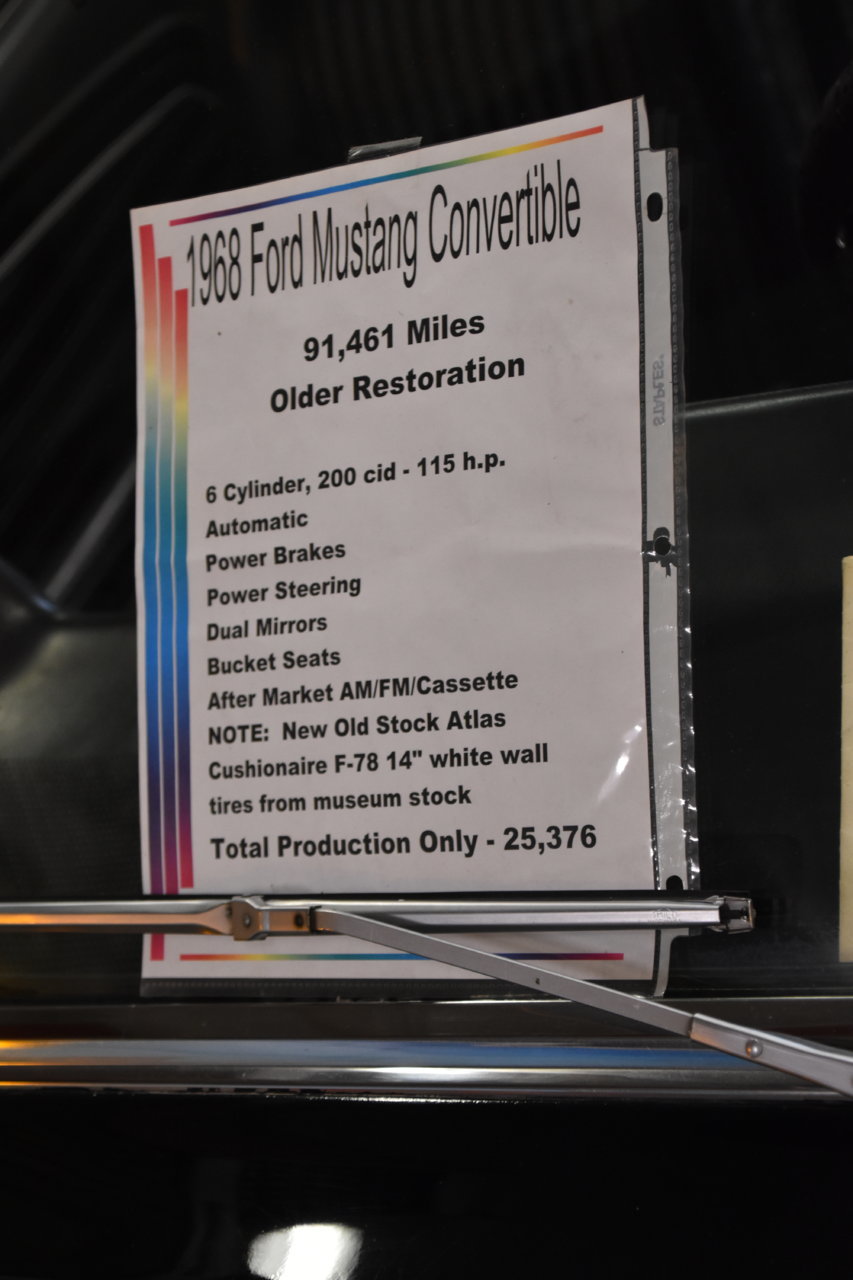 1968 Ford Mustang Convertible
91,461 Miles
Older Restoration
6 Cylinder, 200 cid - 115 h.p.
Automatic
Power Brakes
Power Steering
Dual Mirrors
Bucket Seats
After Market AM/FM/Cassette
NOTE: New Old Stock Atlas
Cushionaire F-78 14" white wall
tires from museum stock
Total Production Only - 25,376
STAPLES